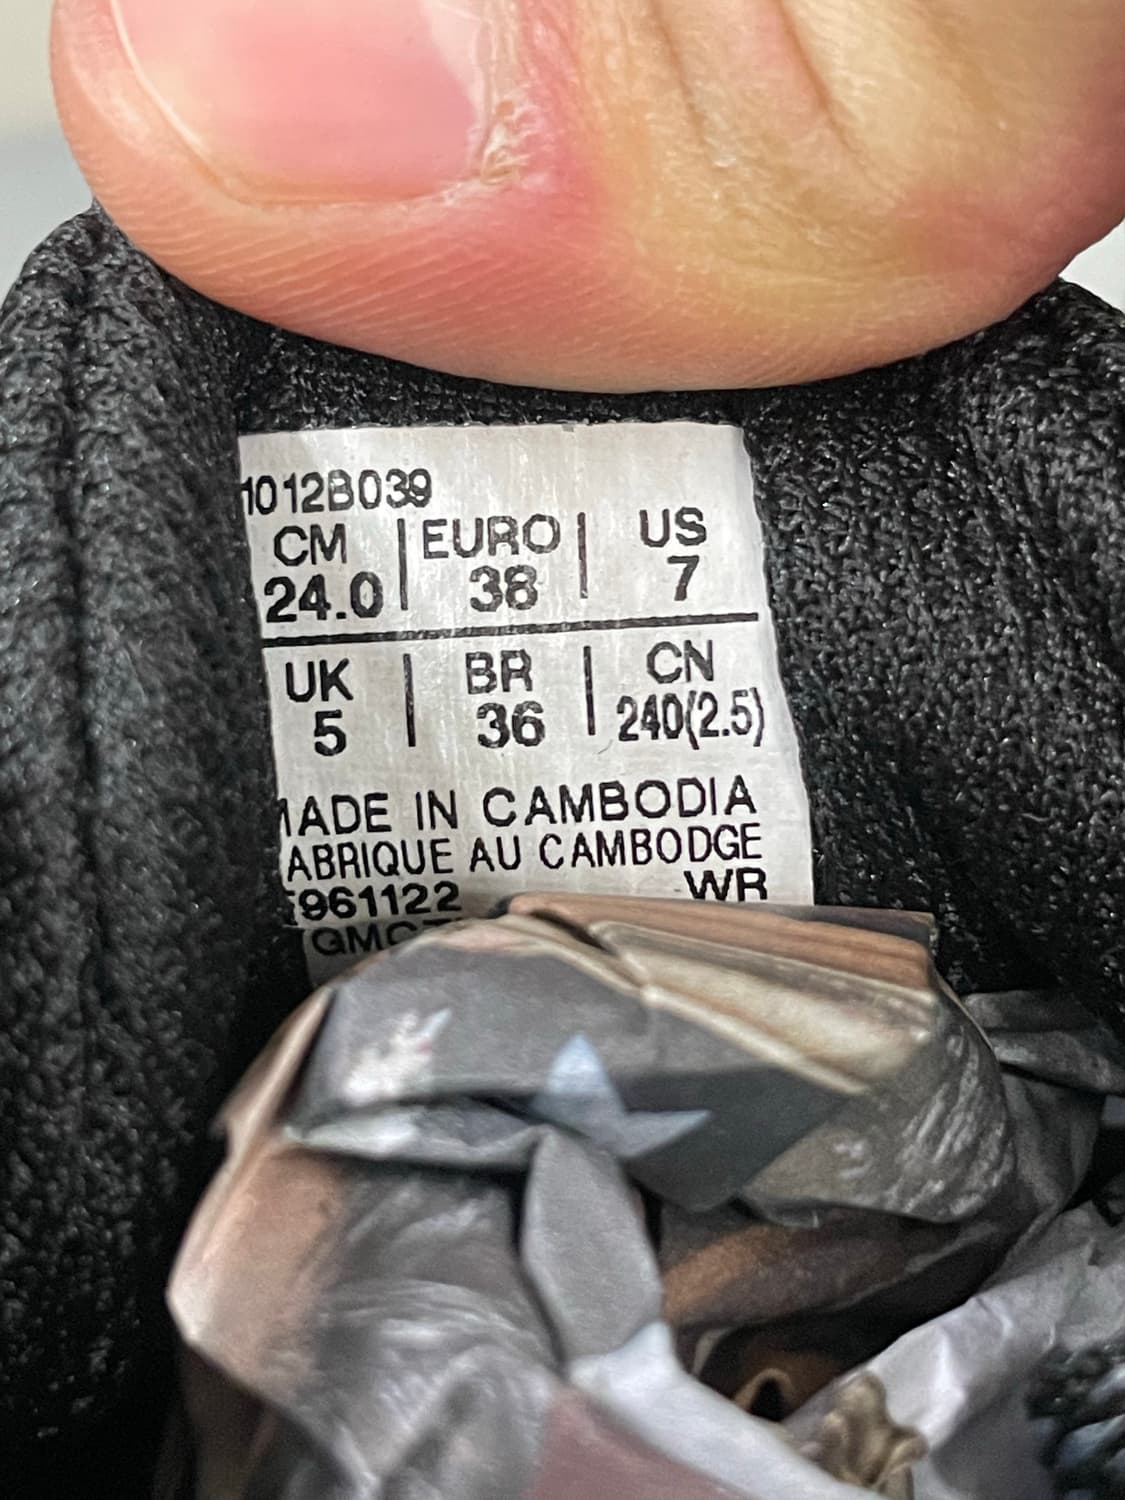 1012B039
CM | EURO | US
24.0 38 7
UK | BR | CN
5 36 240(2.5)
MADE IN CAMBODIA
ABRIQUE AU CAMBODGE
961122 WR